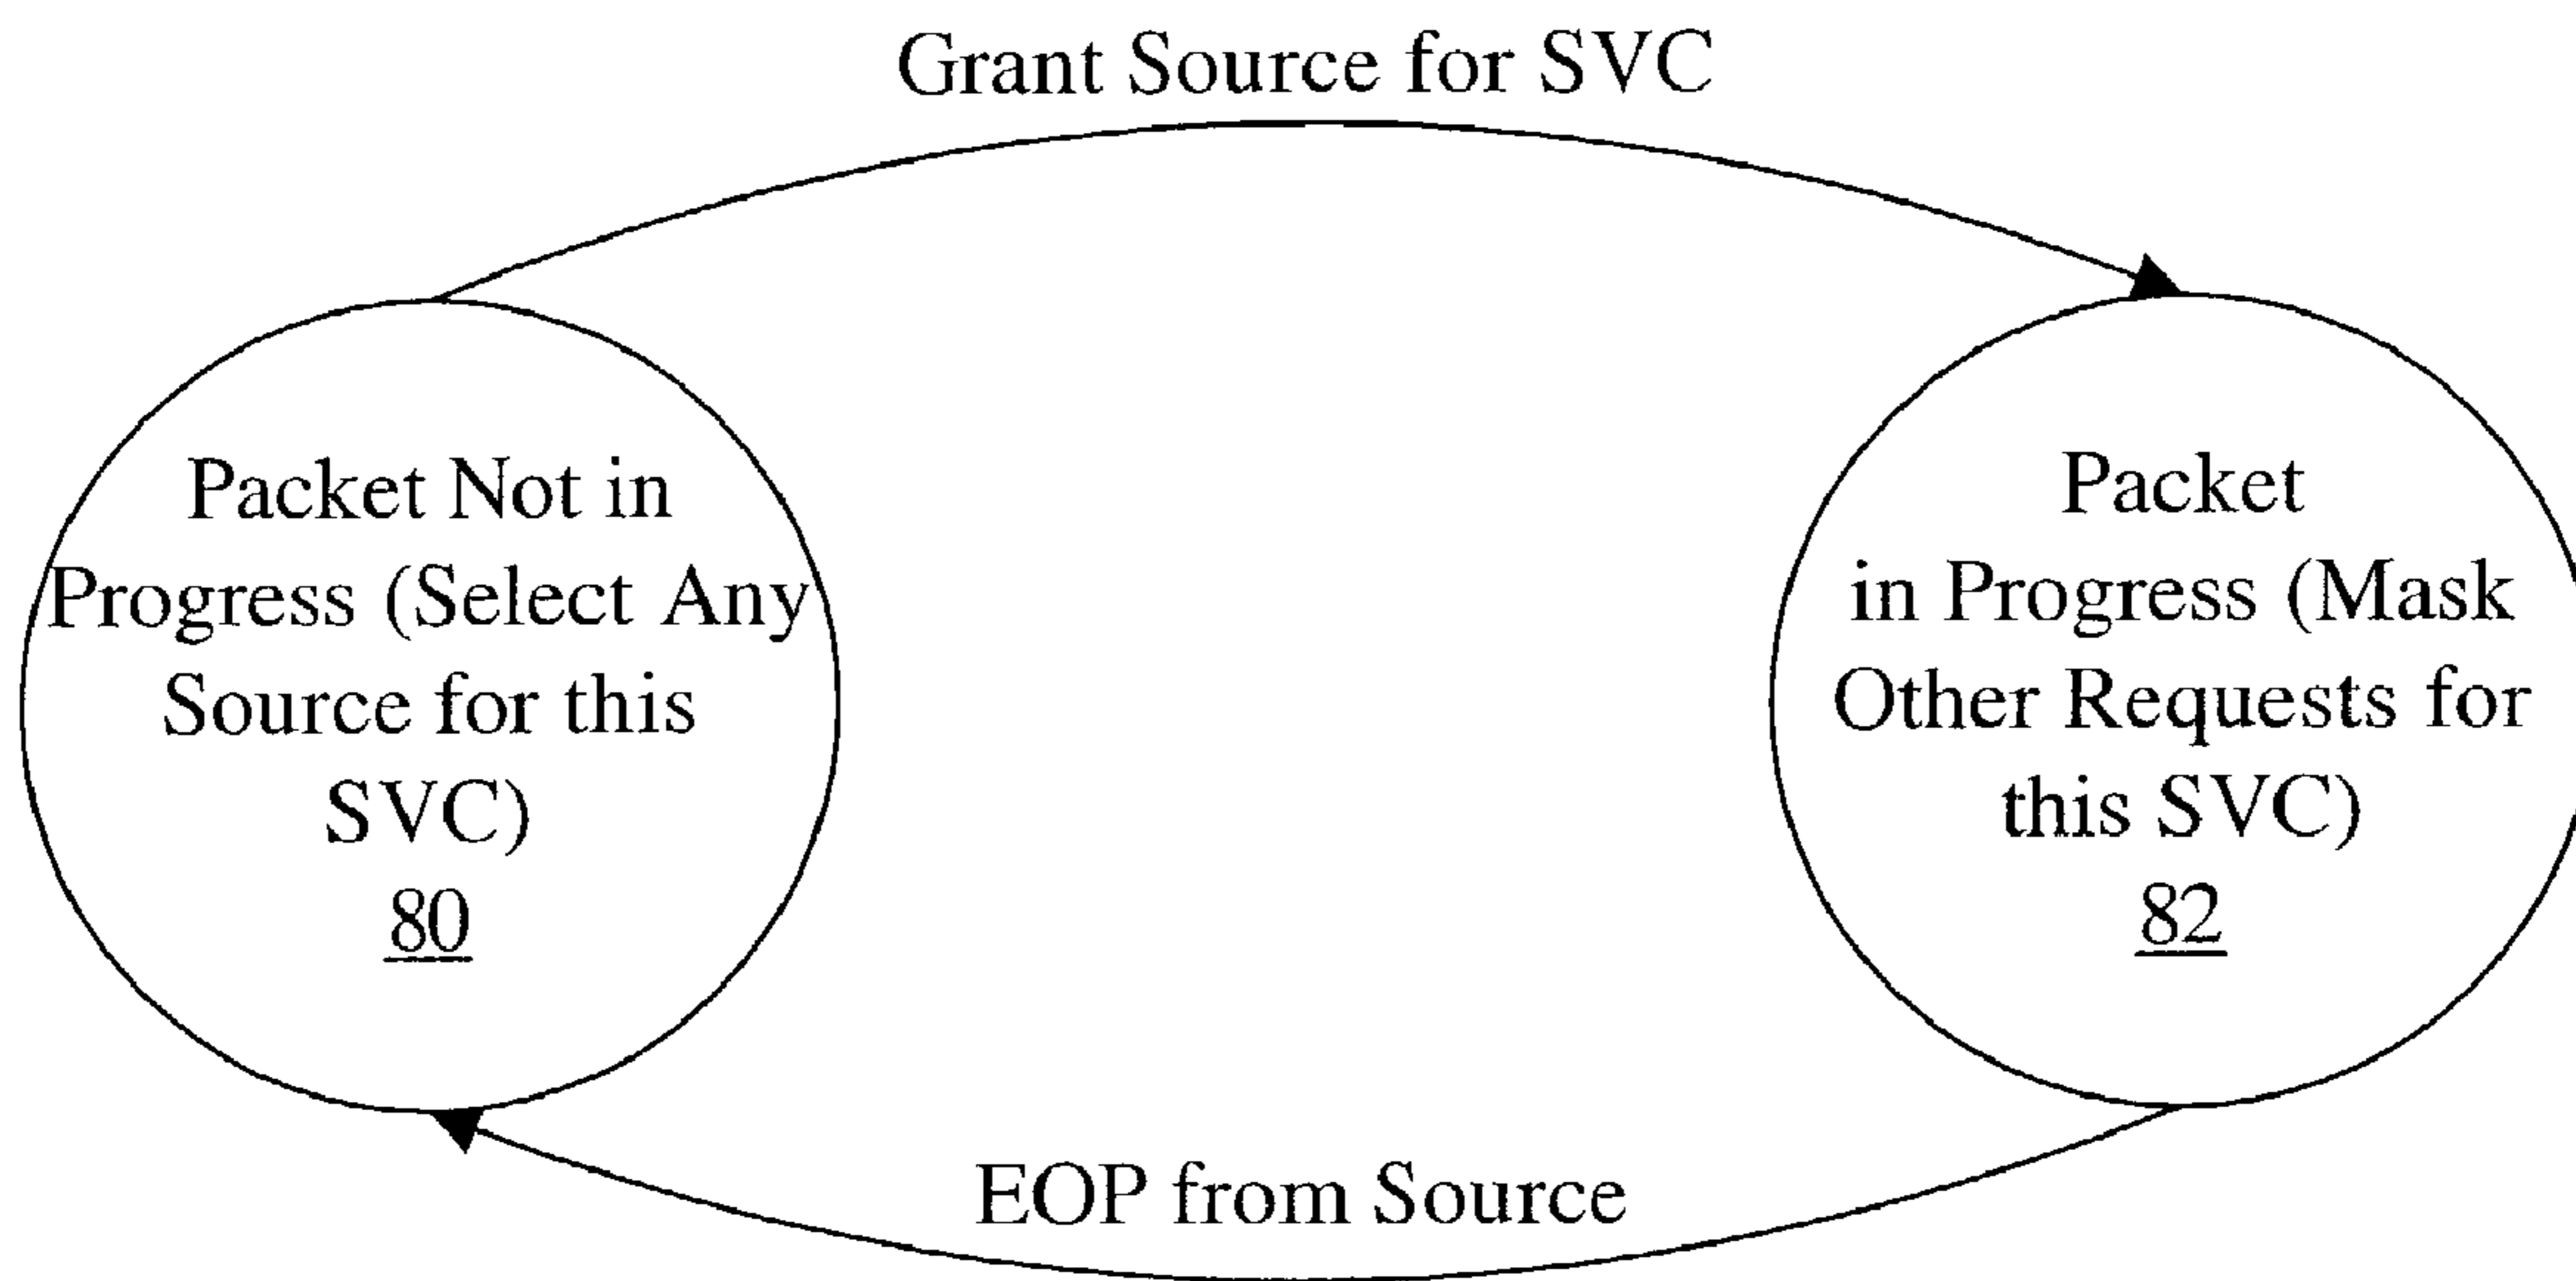 Grant Source for SVC
Packet Not in
Progress (Select Any
Source for this
SVC)
80
Packet
in Progress (Mask
Other Requests for
this SVC)
82
EOP from Source